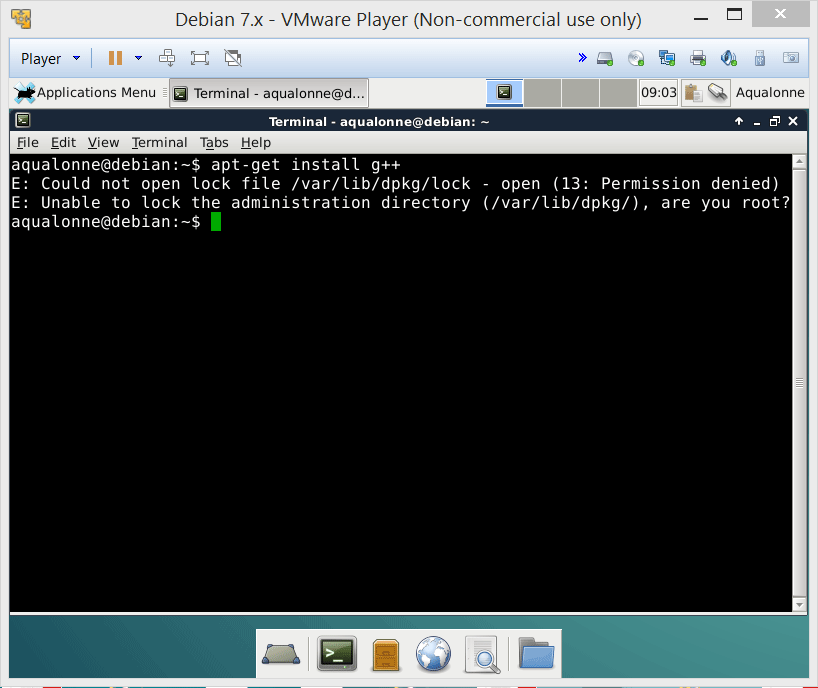 Debian 7.x - VMware Player (Non-commercial use only)
Player
Applications Menu
Terminal - aqualonne@d...
09:03
Aqualonne
Terminal - aqualonne@debian: ~
File Edit View Terminal Tabs Help
aqualonne@debian:~$ apt-get install g++
E: Could not open lock file /var/lib/dpkg/lock - open (13: Permission denied)
E: Unable to lock the administration directory (/var/lib/dpkg/), are you root?
aqualonne@debian:~$